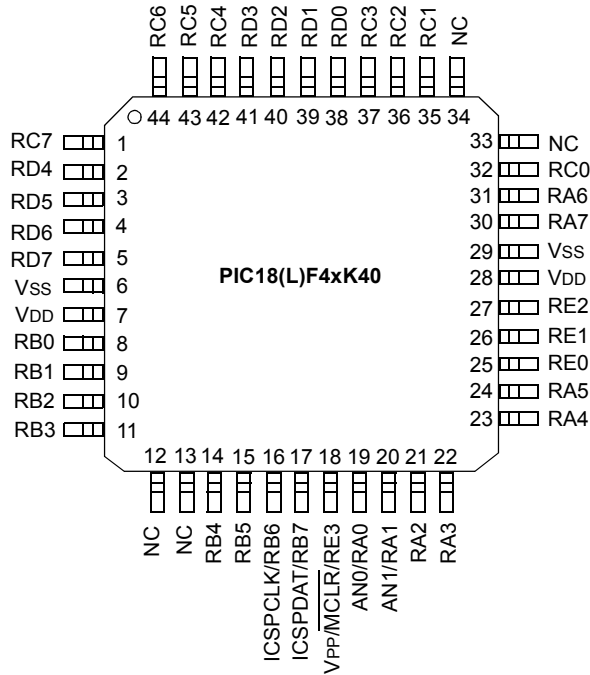 RC6
RC5
RC4
RD3
RD2
RD1
RD0
RC3
RC2
RC1
NC
44 43 42 41 40 39 38 37 36 35 34
RC7 1
RD4 2
RD5 3
RD6 4
RD7 5
VSS 6
VDD 7
RB0 8
RB1 9
RB2 10
RB3 11
PIC18(L)F4xK40
33 NC
32 RC0
31 RA6
30 RA7
29 VSS
28 VDD
27 RE2
26 RE1
25 RE0
24 RA5
23 RA4
12 13 14 15 16 17 18 19 20 21 22
NC
NC
RB4
RB5
ICSPCLK/RB6
ICSPDAT/RB7
VPP/MCLR/RE3
AN0/RA0
AN1/RA1
RA2
RA3